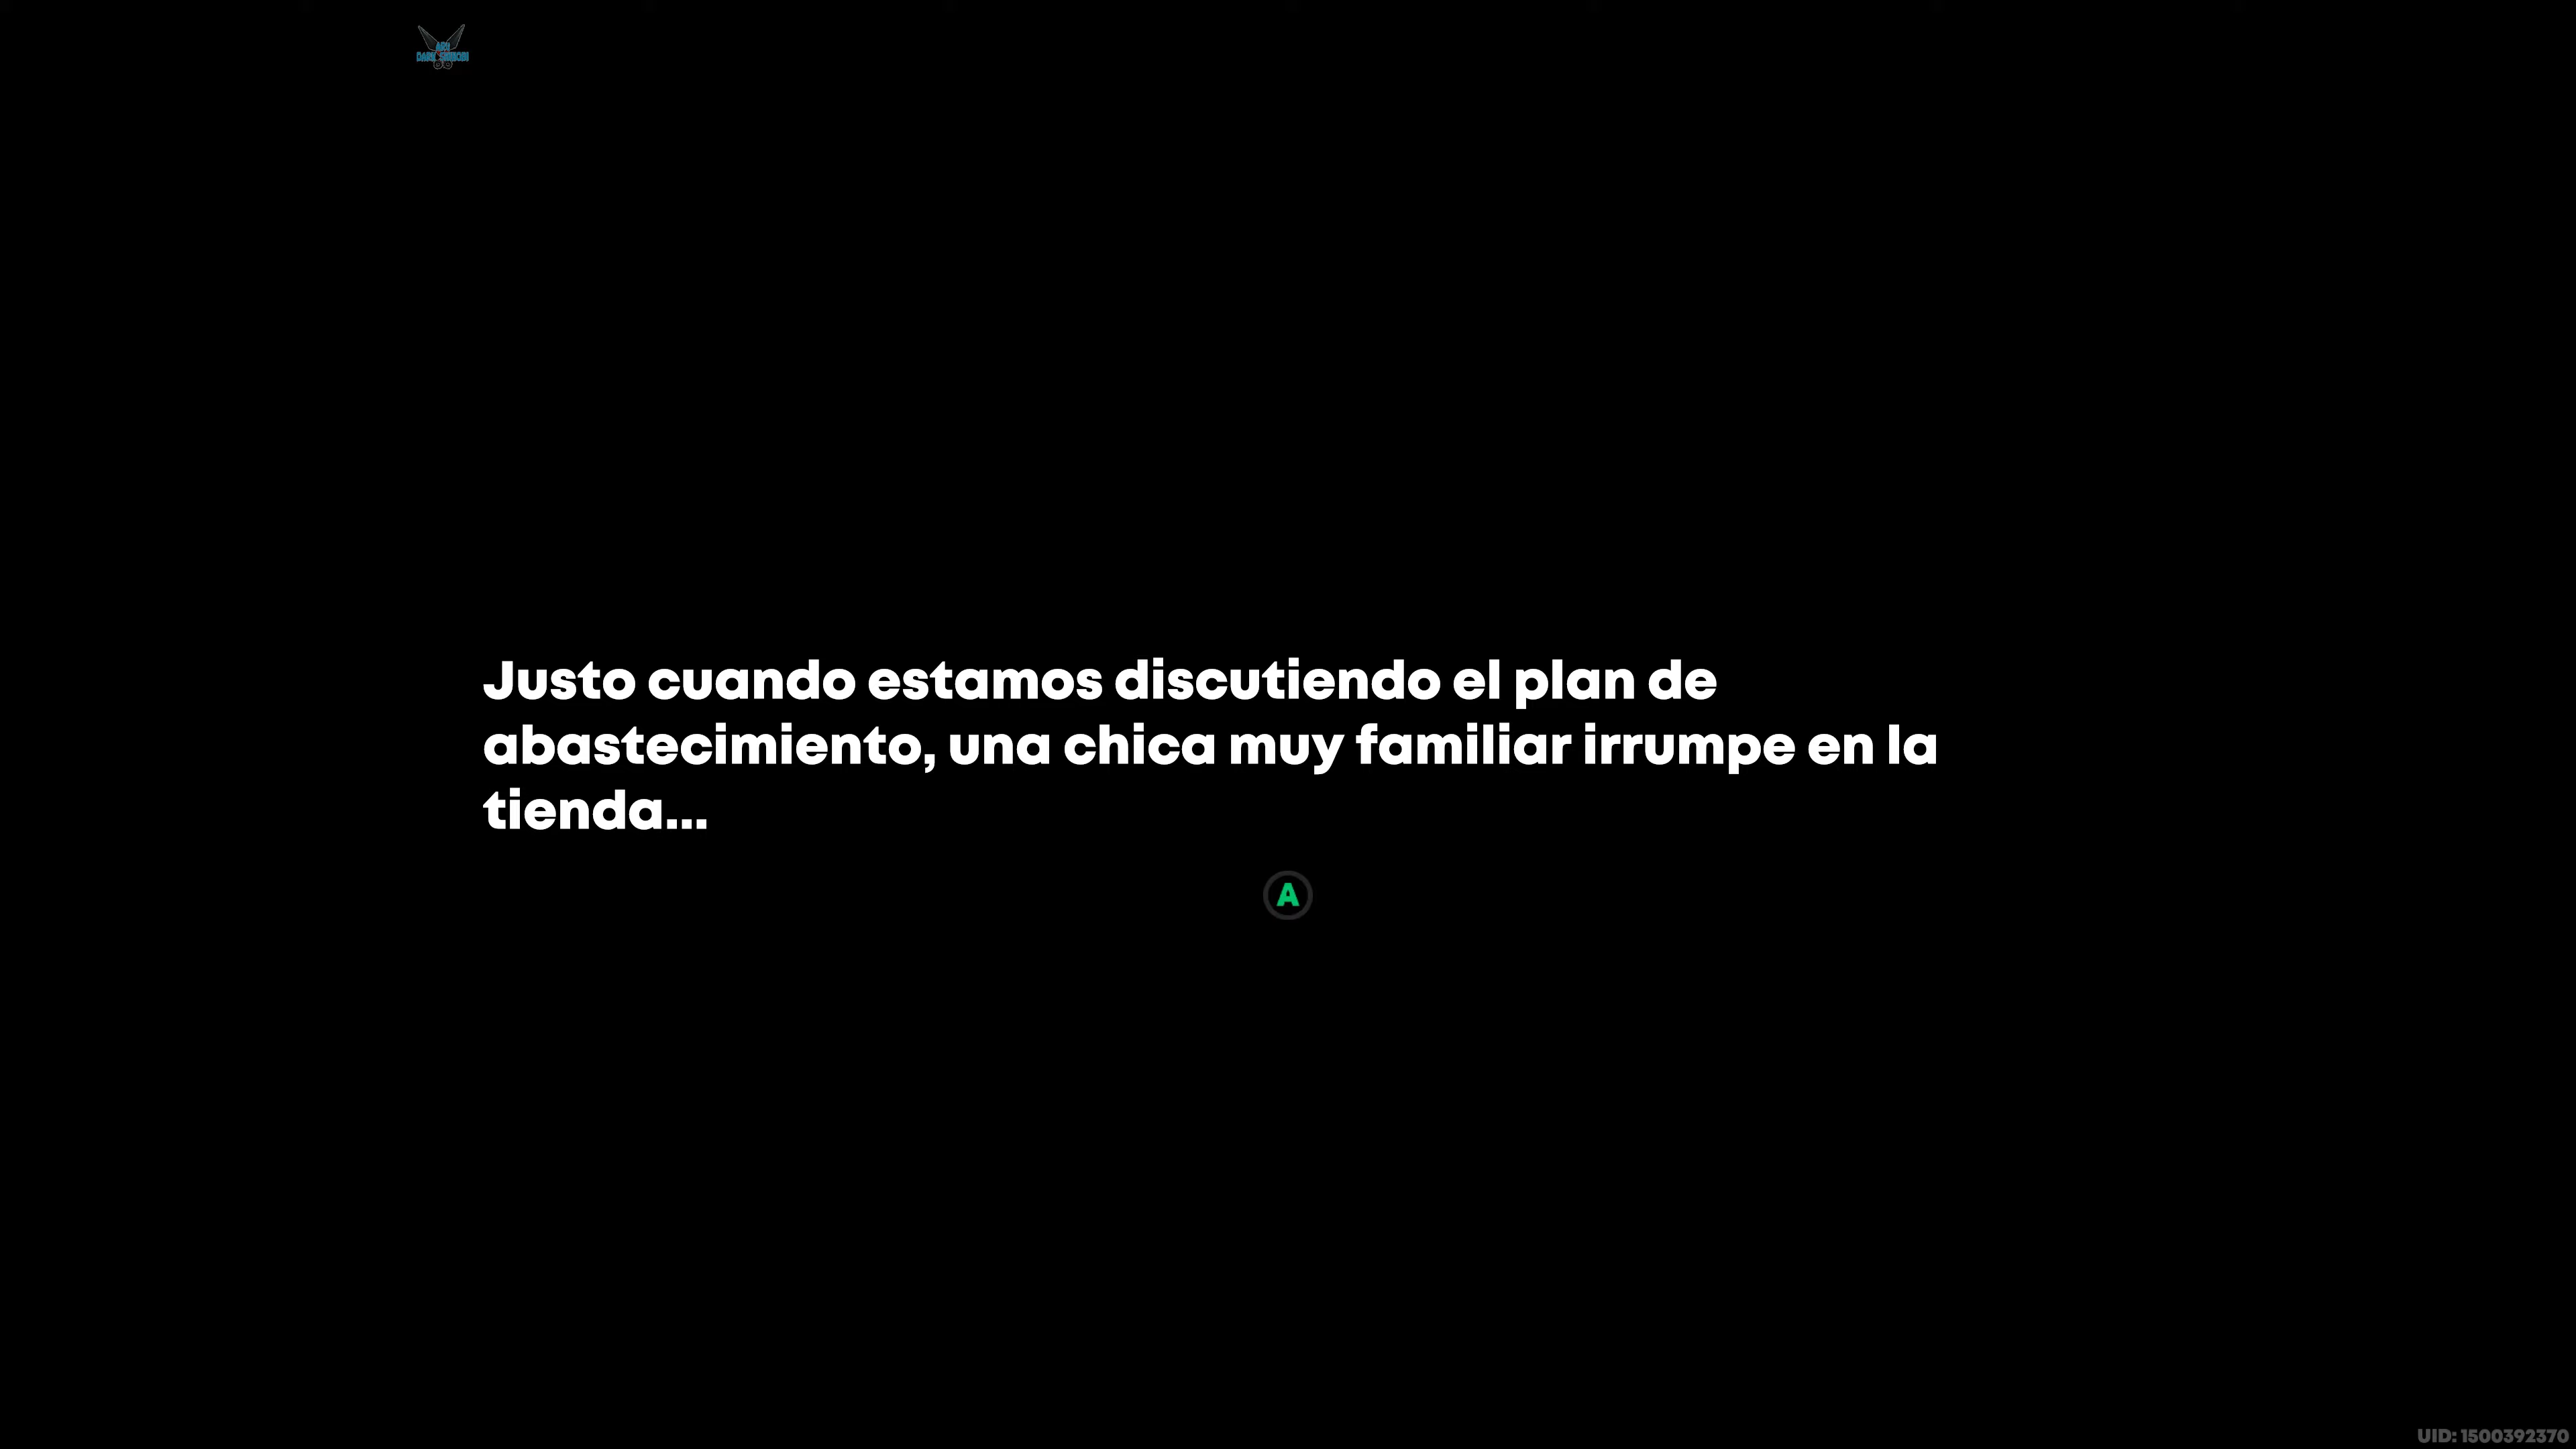 Justo cuando estamos discutiendo el plan de
abastecimiento, una chica muy familiar irrumpe en la
tienda...
A
UID: 1500392370